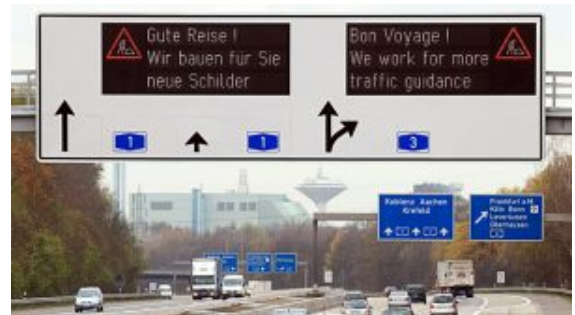 Gute Reise !
Wir bauen für Sie
neue Schilder
Bon Voyage !
We work for more
traffic guidance
1
1
3
Koblenz Aachen
Krefeld
Frankfurt a.M.
Köln Bonn
Leverkusen
Oberhausen